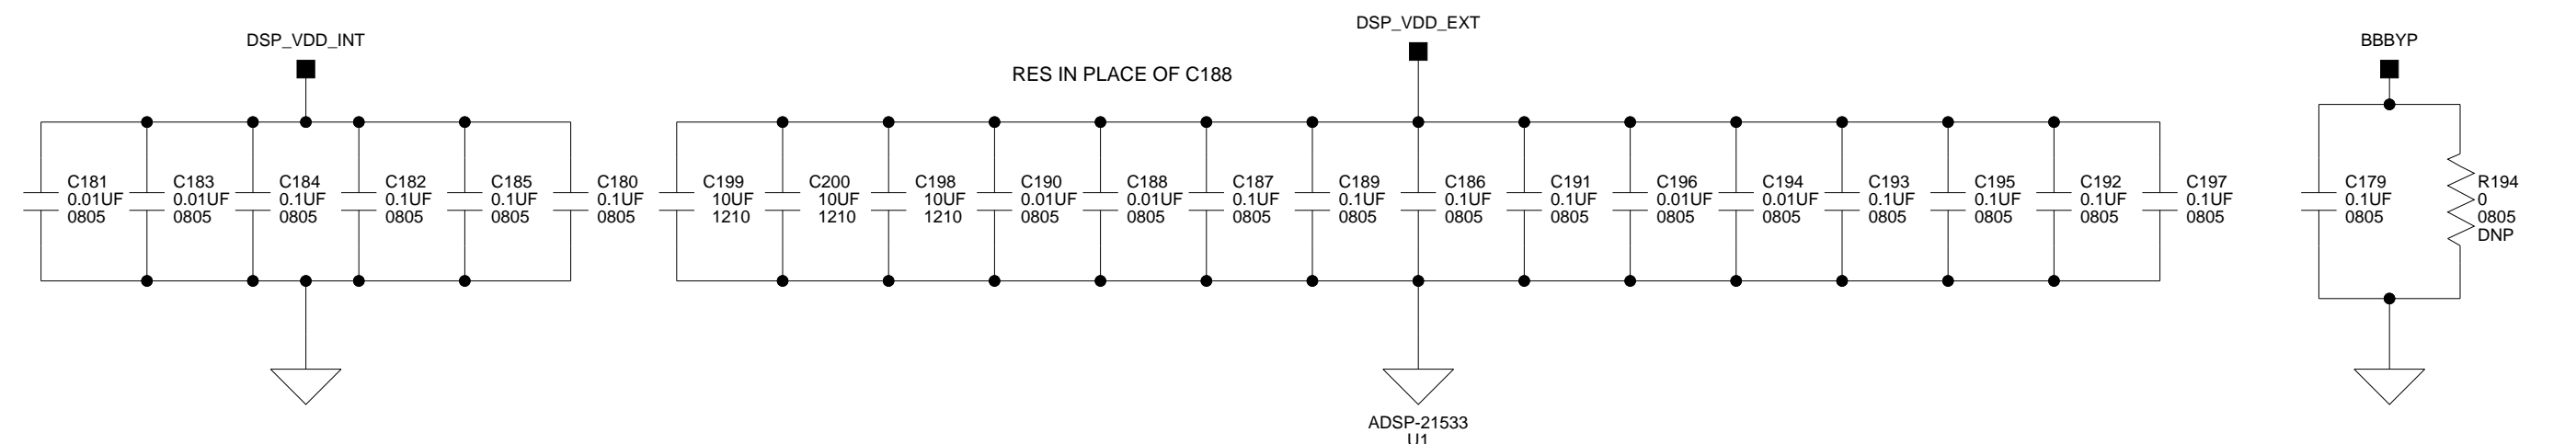 DSP_VDD_INT
DSP_VDD_EXT
BBBYP
RES IN PLACE OF C188
C181
0.01UF
0805
C183
0.01UF
0805
C184
0.1UF
0805
C182
0.1UF
0805
C185
0.1UF
0805
C180
0.1UF
0805
C199
10UF
1210
C200
10UF
1210
C198
10UF
1210
C190
0.01UF
0805
C188
0.01UF
0805
C187
0.1UF
0805
C189
0.1UF
0805
C186
0.1UF
0805
C191
0.1UF
0805
C196
0.01UF
0805
C194
0.01UF
0805
C193
0.1UF
0805
C195
0.1UF
0805
C192
0.1UF
0805
C197
0.1UF
0805
C179
0.1UF
0805
R194
0
0805
DNP
ADSP-21533
U1